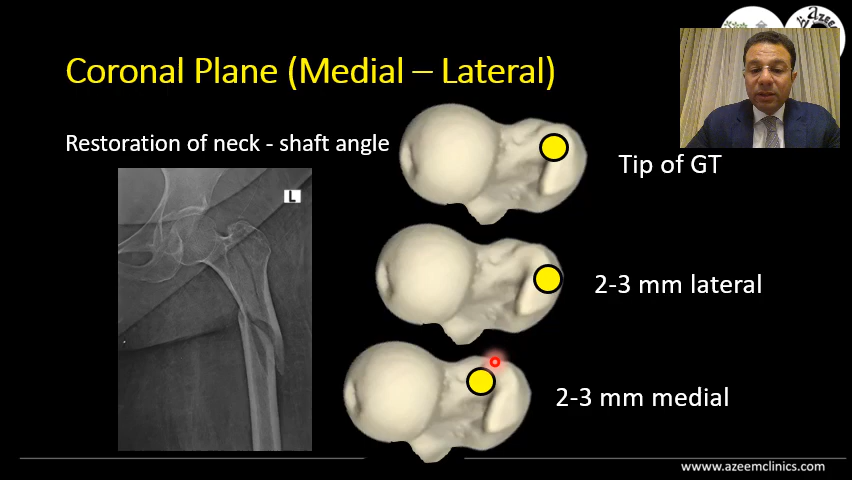 Coronal Plane (Medial – Lateral)
Restoration of neck - shaft angle
L
Tip of GT
2-3 mm lateral
2-3 mm medial
www.azeemclinics.com